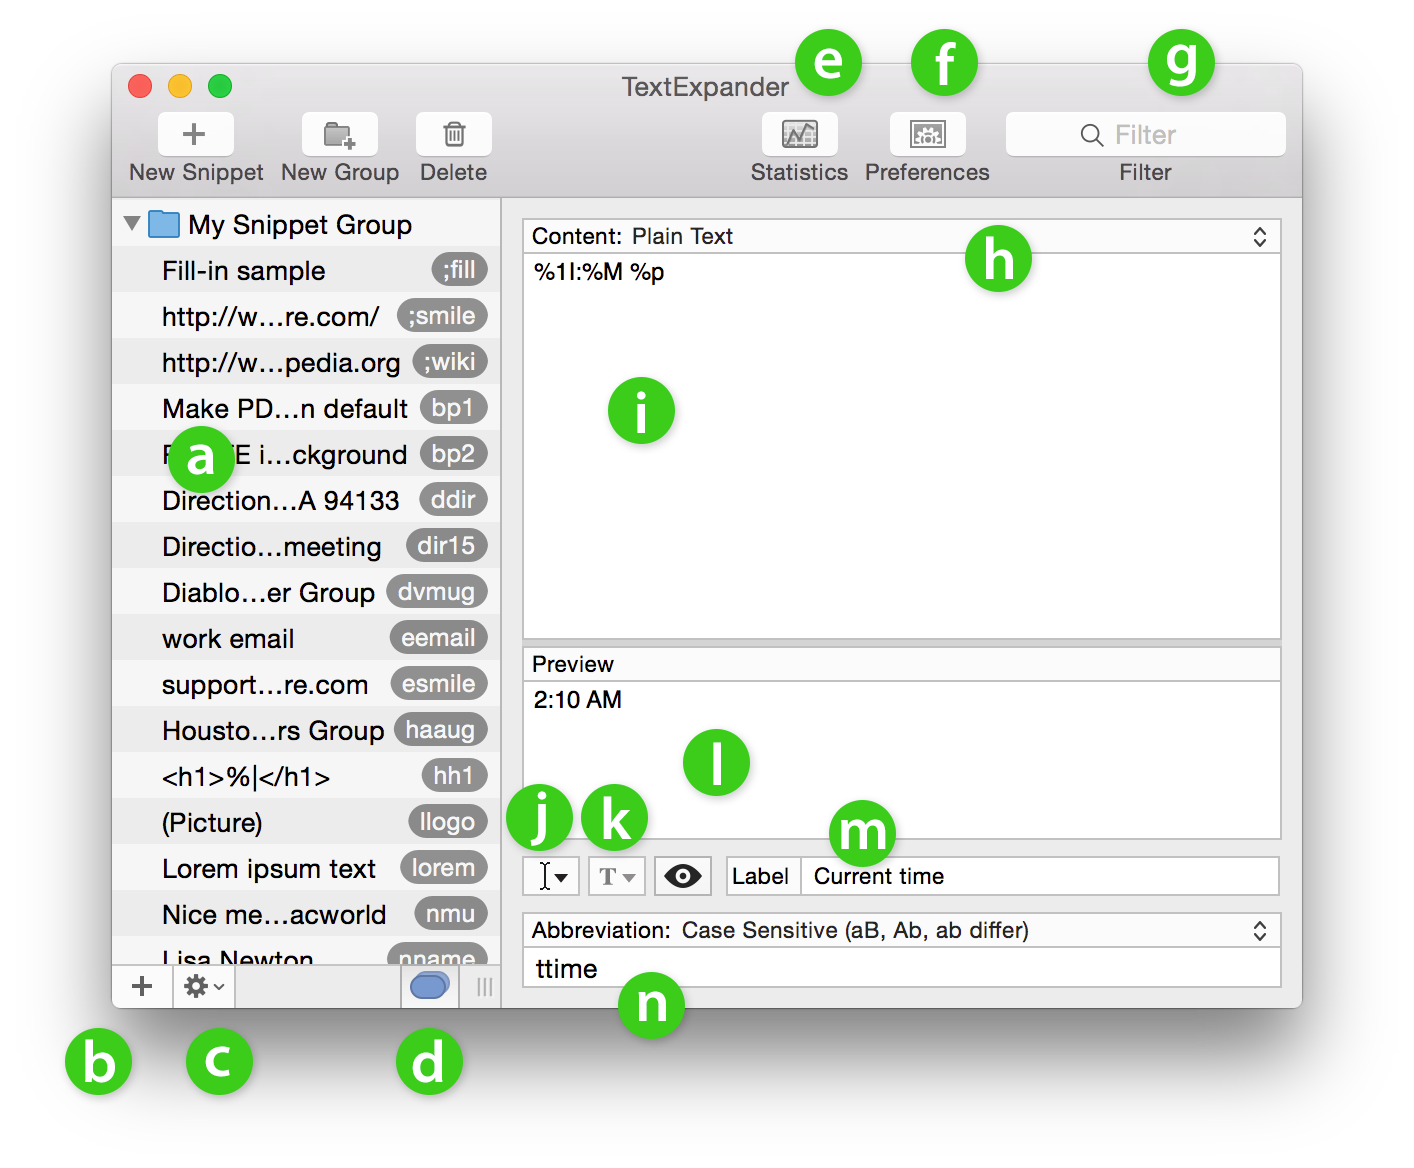 e f g
TextExpander
Filter
New Snippet New Group Delete Statistics Preferences Filter
My Snippet Group
Fill-in sample ;fill
http://w...re.com/ ;smile
http://w...pedia.org ;wiki
Make PD...n default bp1
i...ckground bp2
a
Direction...A 94133 ddir
Directio...meeting dir15
Diablo...er Group dvmug
work email eemail
support...re.com esmile
Housto...rs Group haaug
<h1>%|</h1> hh1
(Picture) llogo
Lorem ipsum text lorem
Nice me...acworld nmu
Lisa Newton nname
b c d
Content: Plain Text
h
%1I:%M %p
i
Preview
2:10 AM
l
j k m
T Label Current time
Abbreviation: Case Sensitive (aB, Ab, ab differ)
ttime
n